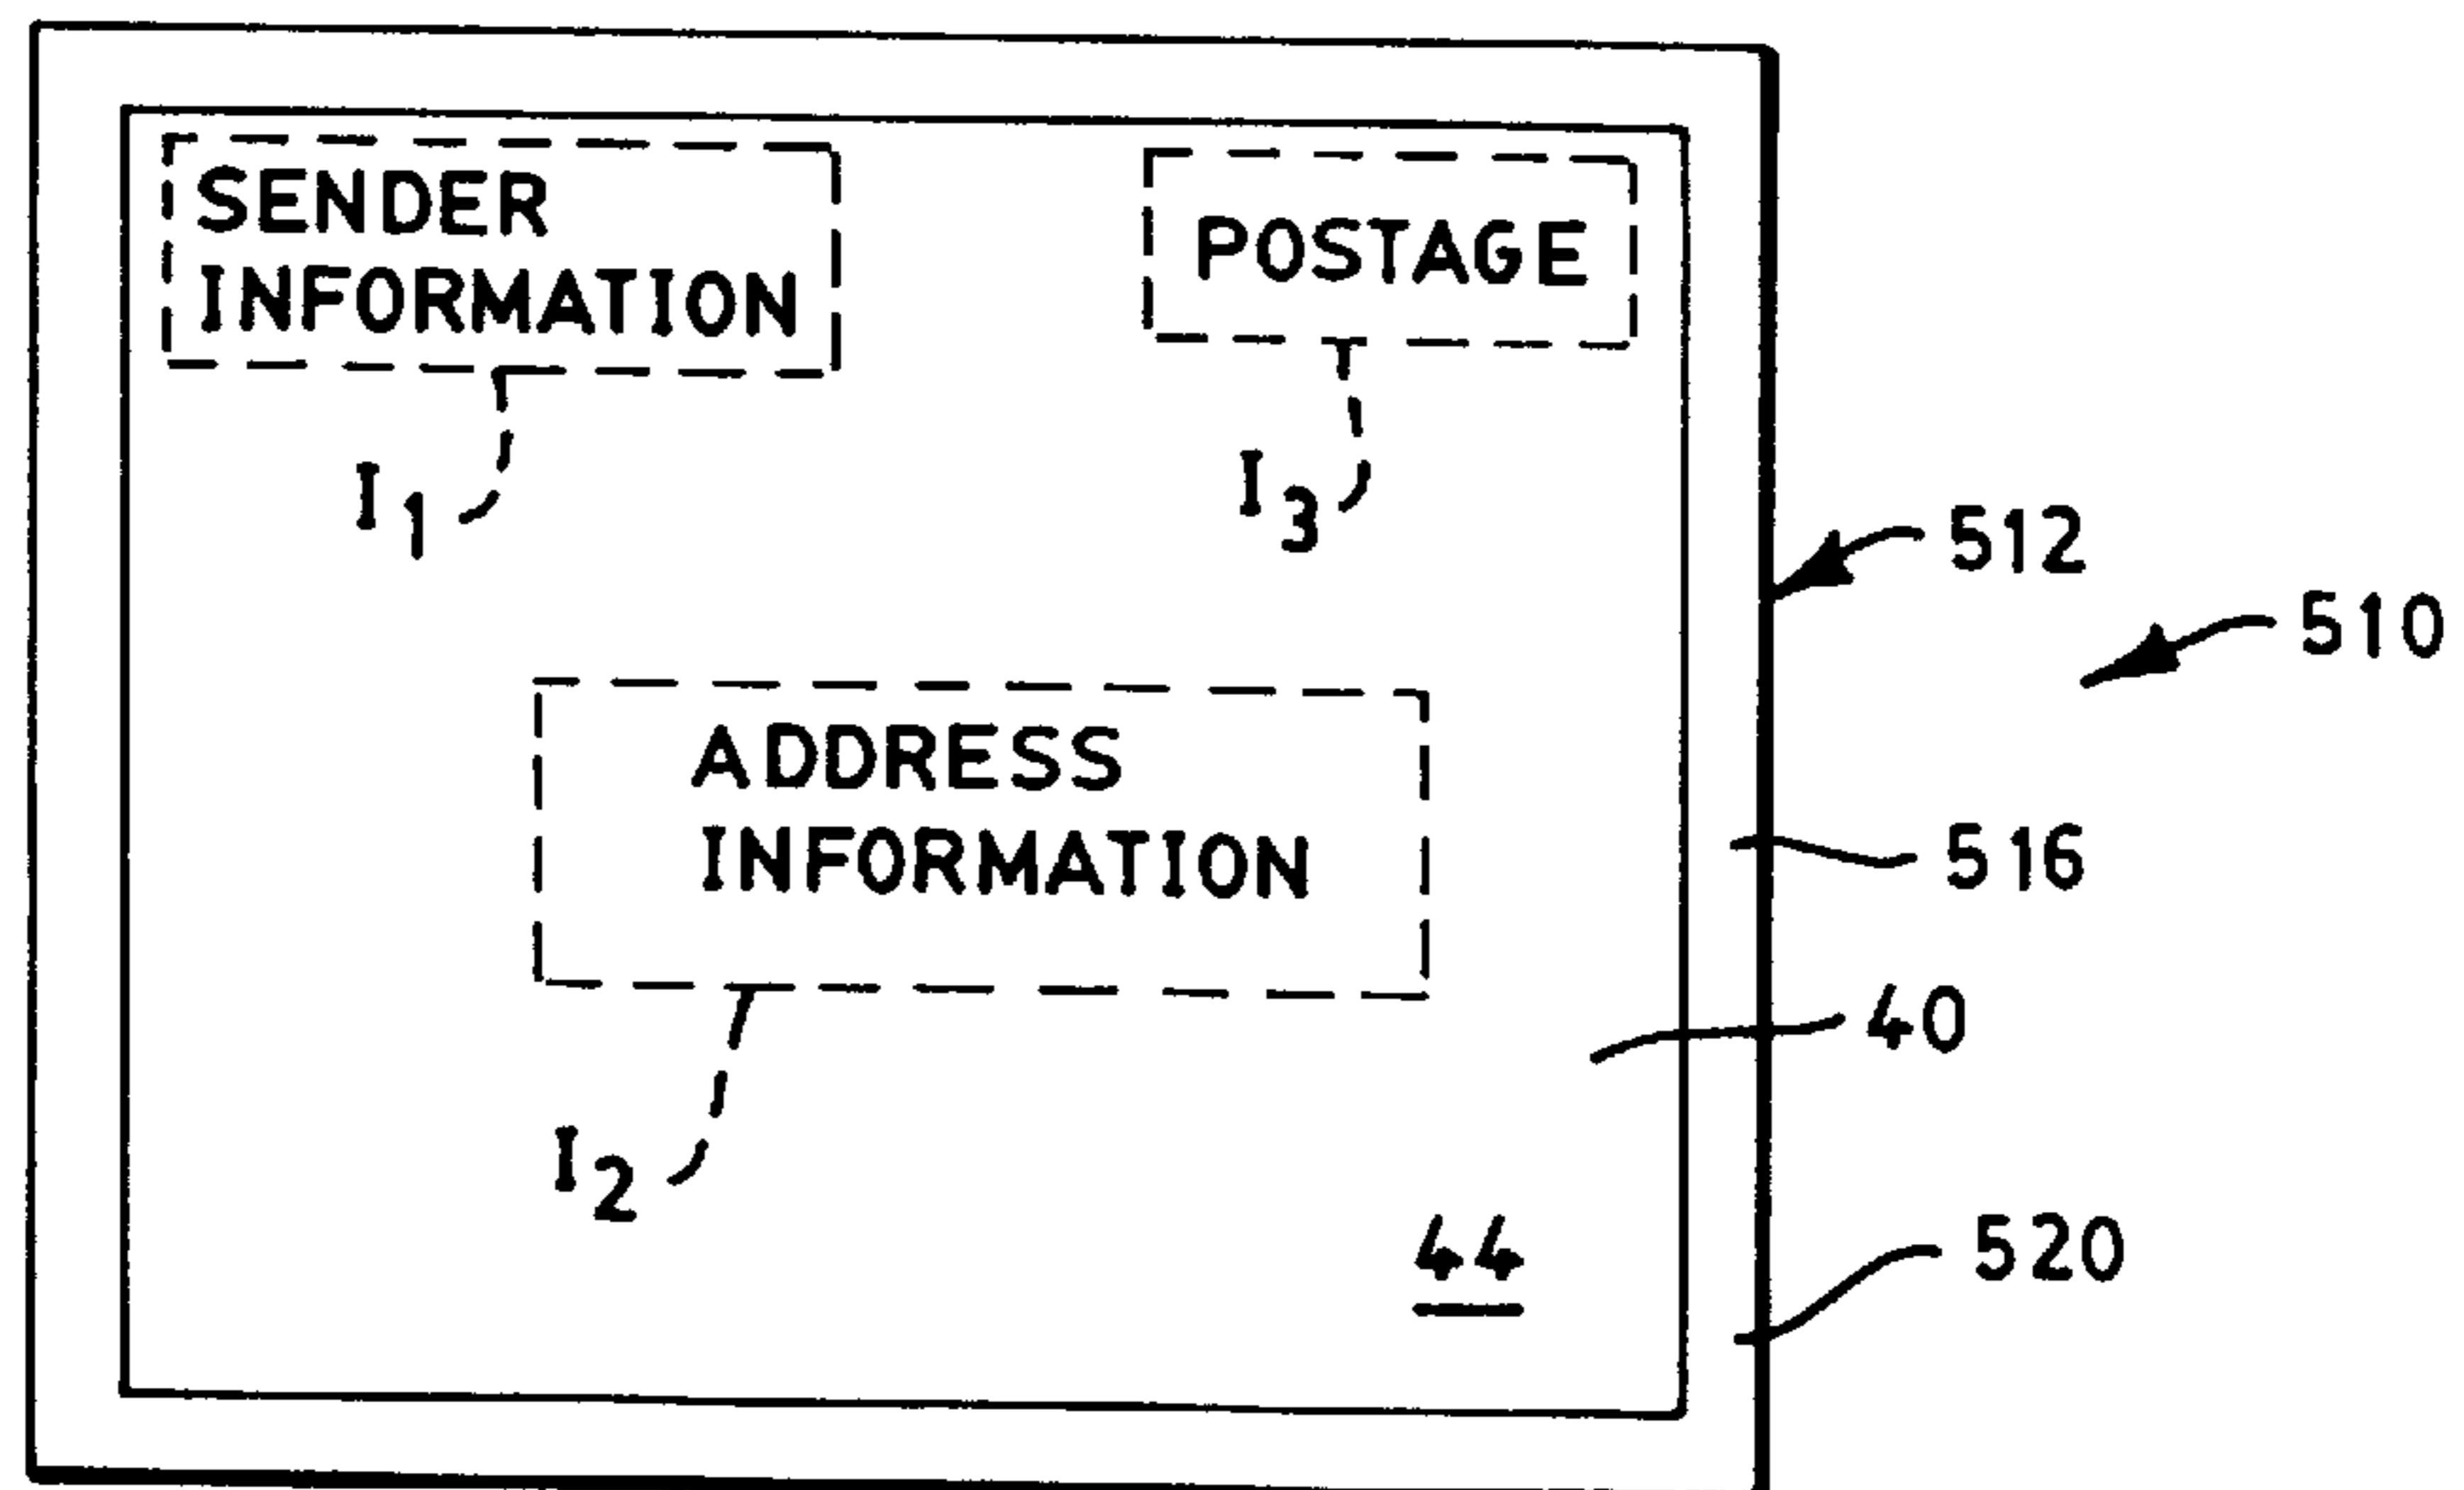 SENDER
INFORMATION
POSTAGE
I1
I3
512
510
ADDRESS
INFORMATION
516
40
I2
44
520